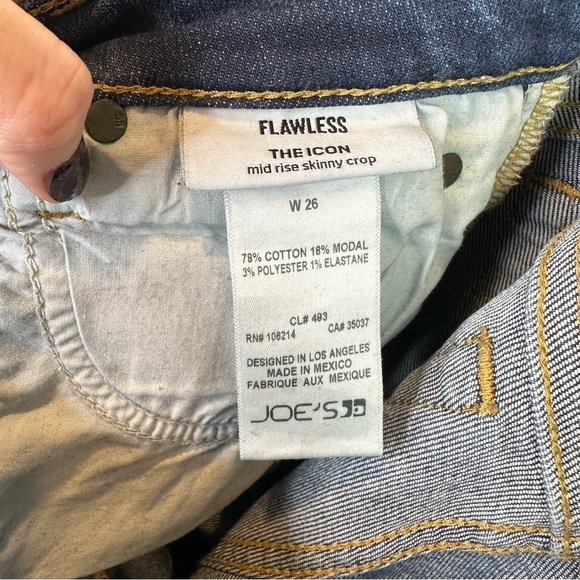 FLAWLESS
THE ICON
mid rise skinny crop
W 26
78% COTTON 18% MODAL
3% POLYESTER 1% ELASTANE
CL# 493
RN# 106214 CA# 35037
DESIGNED IN LOS ANGELES
MADE IN MEXICO
FABRIQUE AUX MEXIQUE
JOE'S